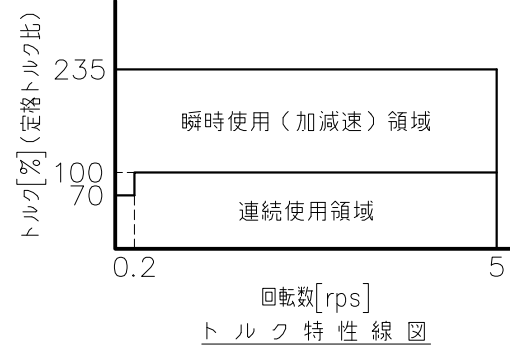 トルク[%](定格トルク比)
235
瞬時使用(加減速)領域
100
70
連続使用領域
0.2
5
回転数[rps]
トルク特性線図